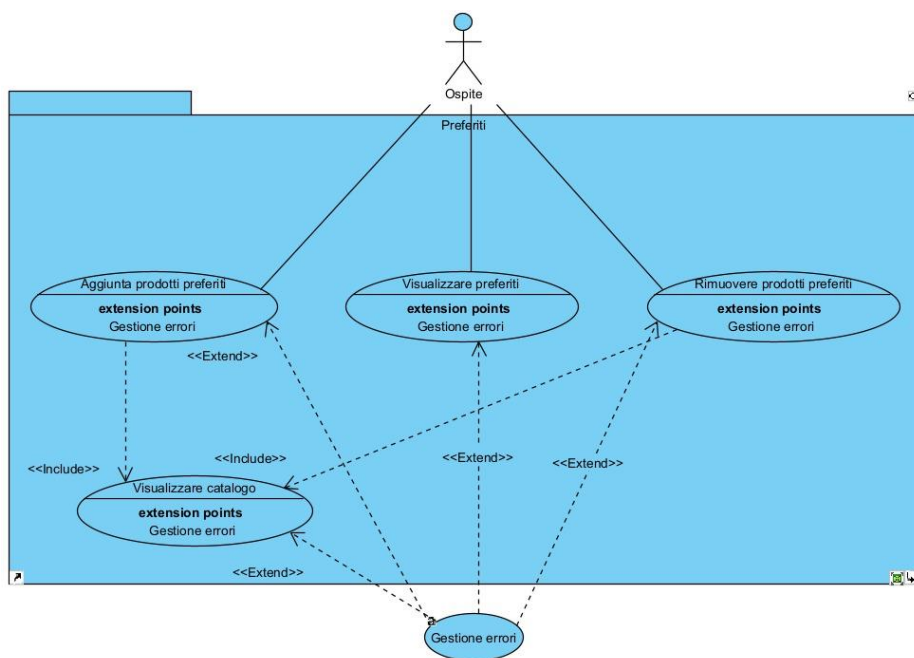 Ospite
Preferiti
Aggiunta prodotti preferiti
extension points
Gestione errori
Visualizzare preferiti
extension points
Gestione errori
Rimuovere prodotti preferiti
extension points
Gestione errori
<<Extend>>
<<Include>>
<<Include>>
<<Extend>>
<<Extend>>
Visualizzare catalogo
extension points
Gestione errori
<<Extend>>
a
Gestione errori